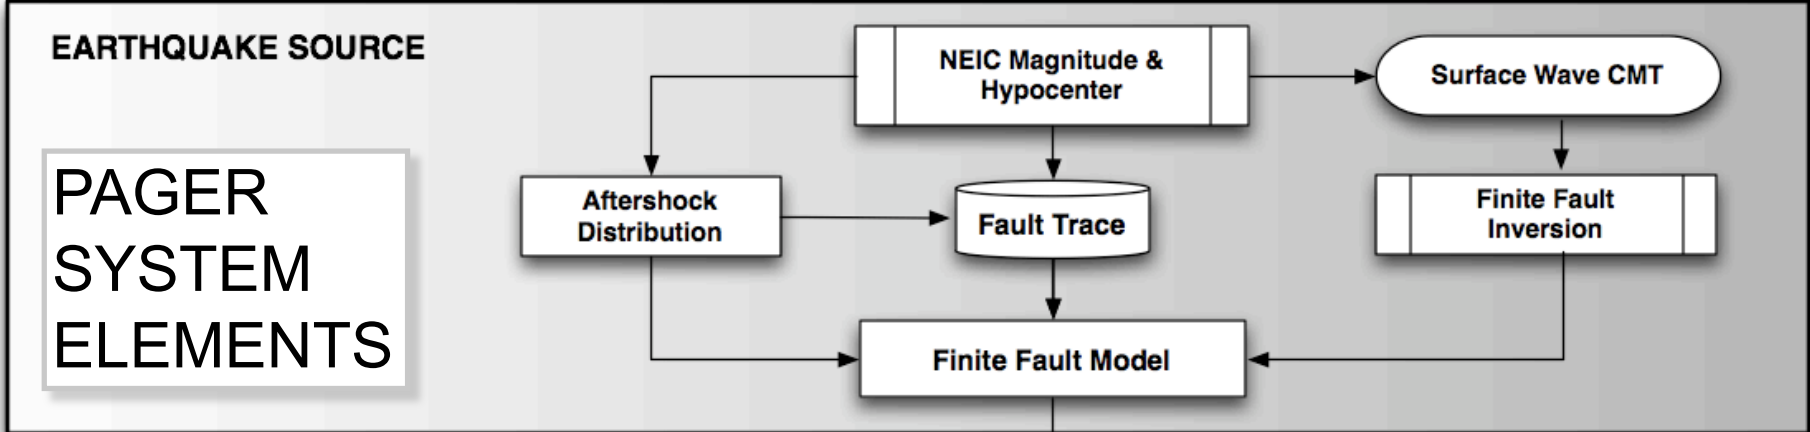 EARTHQUAKE SOURCE
NEIC Magnitude &
Hypocenter
Surface Wave CMT
PAGER
SYSTEM
ELEMENTS
Aftershock
Distribution
Fault Trace
Finite Fault
Inversion
Finite Fault Model